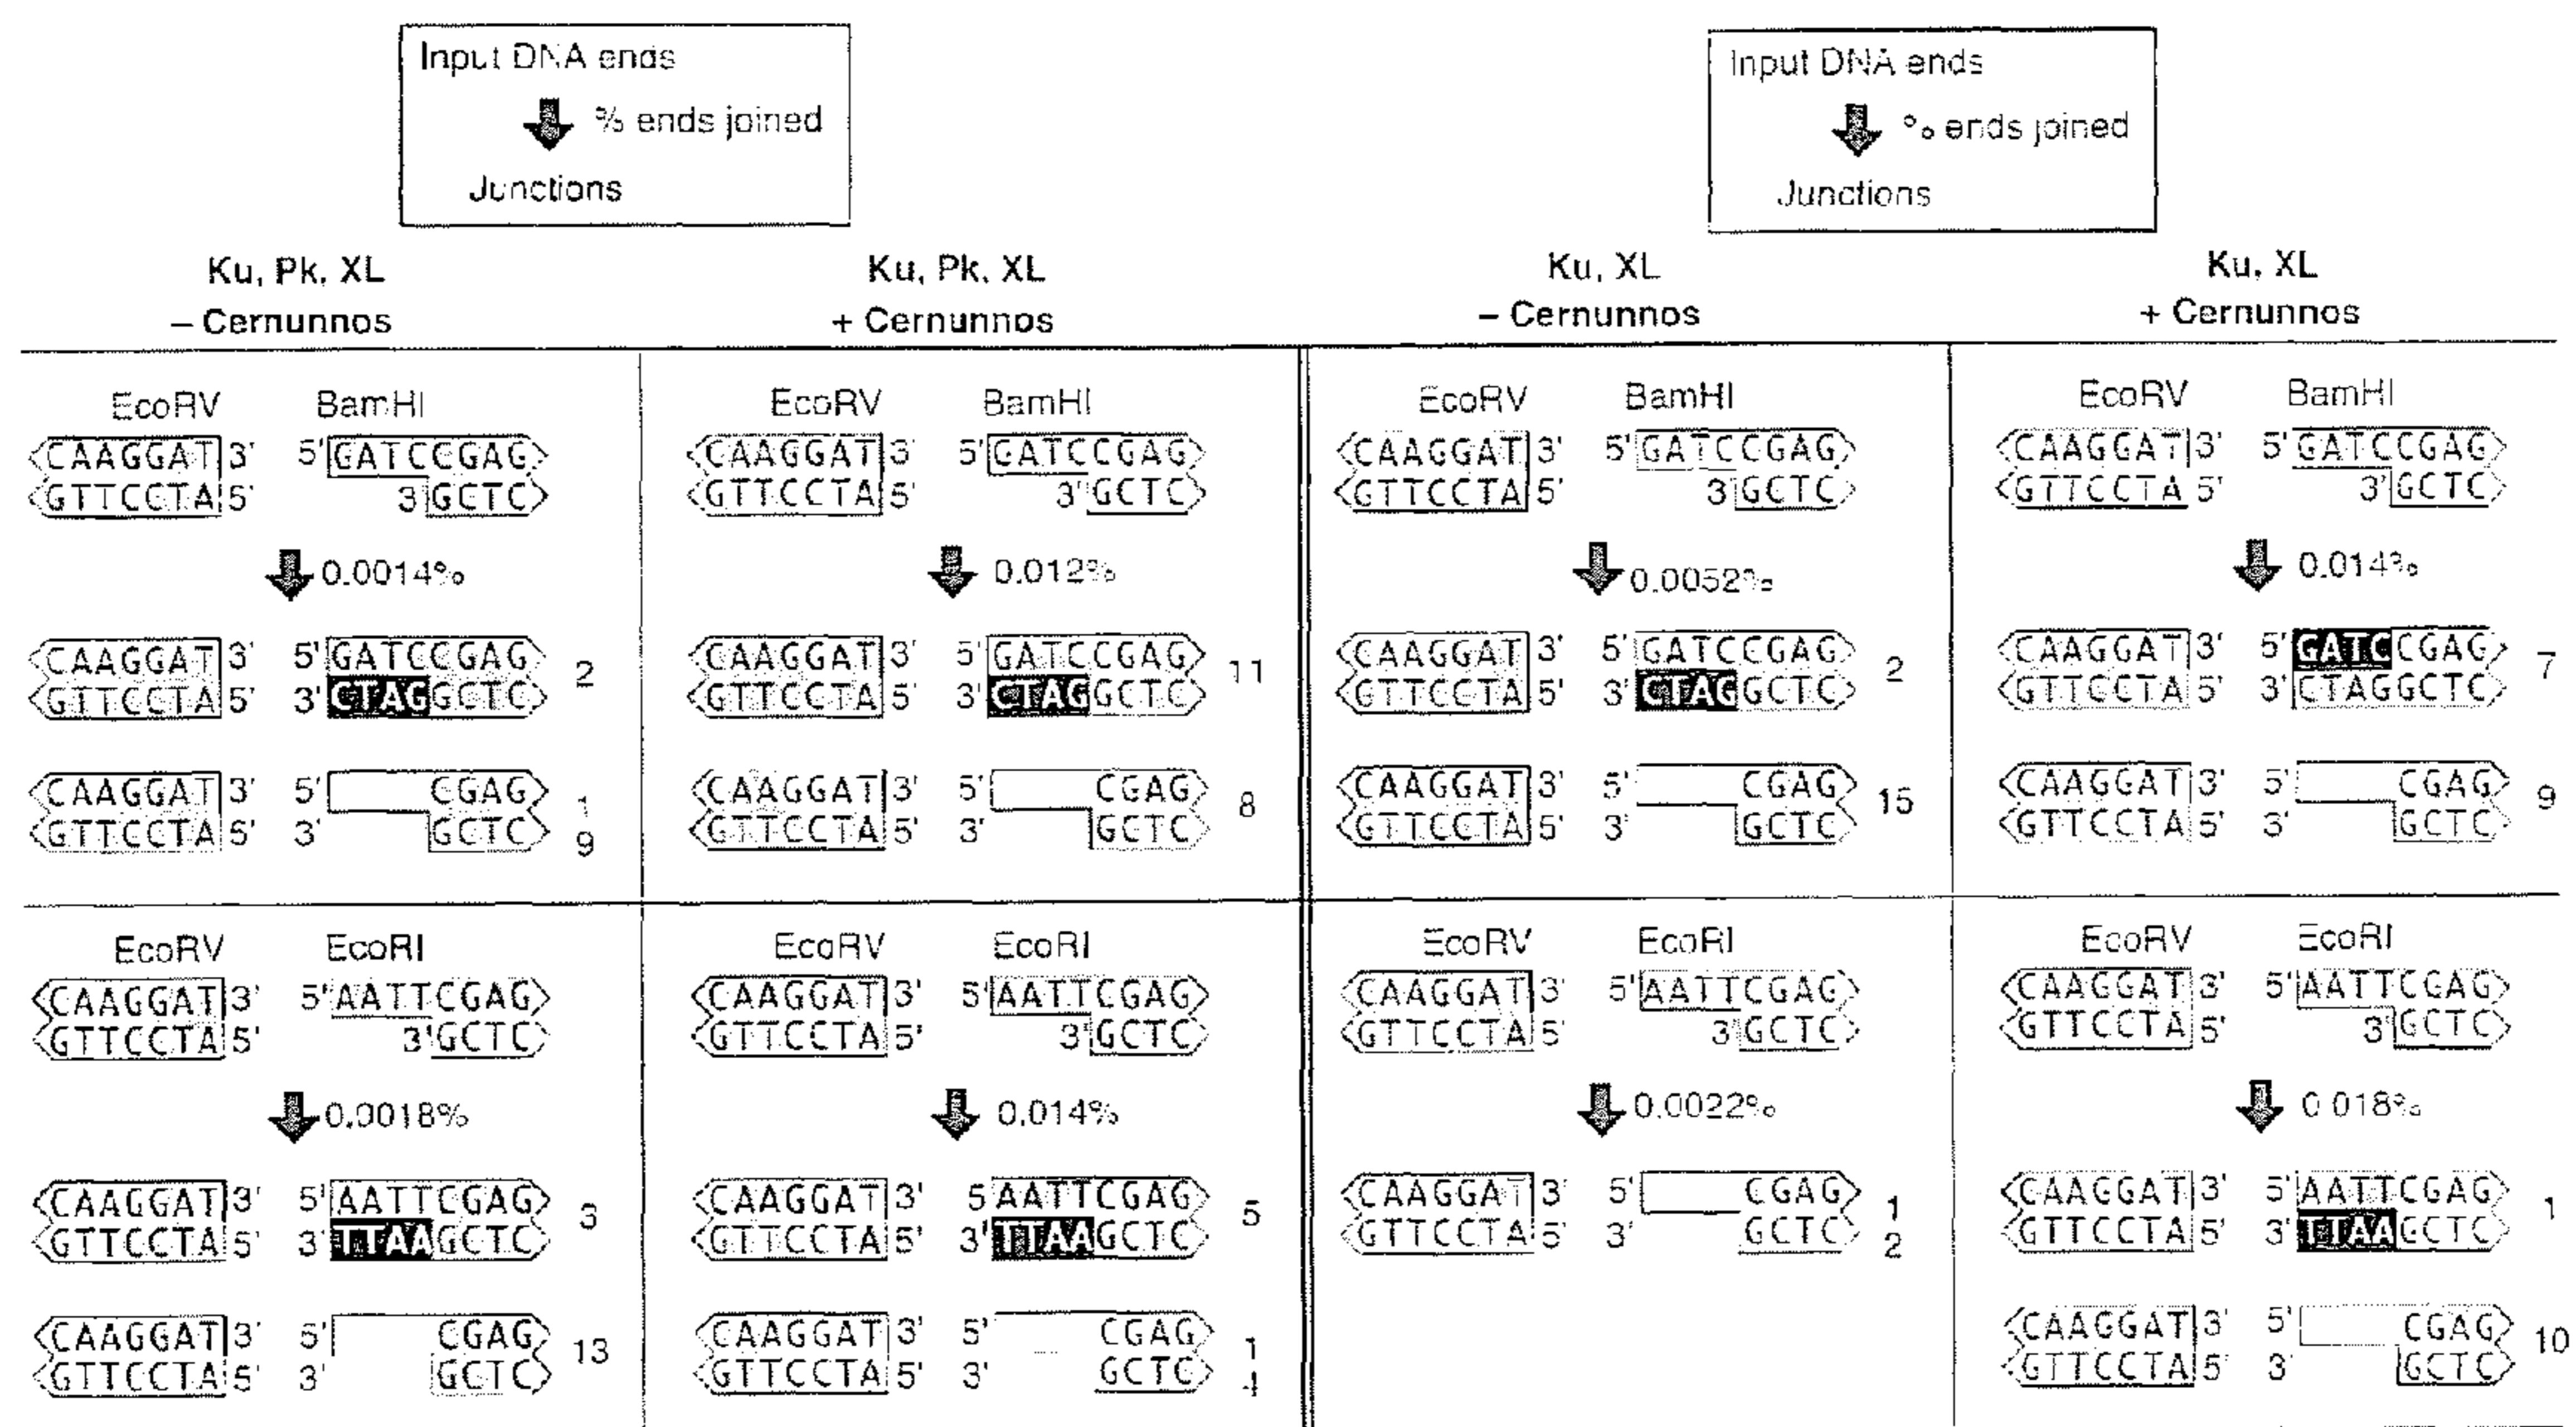 Input DNA ends
% ends joined
Junctions
Input DNA ends
% ends joined
Junctions
Ku, Pk, XL
– Cernunnos
Ku, Pk, XL
+ Cernunnos
Ku, XL
– Cernunnos
Ku, XL
+ Cernunnos
EcoRV BamHI
CAAGGAT 3' 5' GATCCGAG
GTTCCTA 5' 3' GCTC
0.0014%
CAAGGAT 3' 5' GATCCGAG 2
GTTCCTA 5' 3' CTAGGCTC
CAAGGAT 3' 5' CGAG 1
GTTCCTA 5' 3' GCTC 9
EcoRV BamHI
CAAGGAT 3' 5' GATCCGAG
GTTCCTA 5' 3' GCTC
0.012%
CAAGGAT 3' 5' GATCCGAG 11
GTTCCTA 5' 3' CTAGGCTC
CAAGGAT 3' 5' CGAG 8
GTTCCTA 5' 3' GCTC
EcoRV BamHI
CAAGGAT 3' 5' GATCCGAG
GTTCCTA 5' 3' GCTC
0.0052%
CAAGGAT 3' 5' GATCCGAG 2
GTTCCTA 5' 3' CTAGGCTC
CAAGGAT 3' 5' CGAG 15
GTTCCTA 5' 3' GCTC
EcoRV BamHI
CAAGGAT 3' 5' GATCCGAG
GTTCCTA 5' 3' GCTC
0.014%
CAAGGAT 3' 5' GATCCGAG 7
GTTCCTA 5' 3' CTAGGCTC
CAAGGAT 3' 5' CGAG 9
GTTCCTA 5' 3' GCTC
EcoRV EcoRI
CAAGGAT 3' 5' AATTCGAG
GTTCCTA 5' 3' GCTC
0.0018%
CAAGGAT 3' 5' AATTCGAG 3
GTTCCTA 5' 3' TTAAGCTC
CAAGGAT 3' 5' CGAG 13
GTTCCTA 5' 3' GCTC
EcoRV EcoRI
CAAGGAT 3' 5' AATTCGAG
GTTCCTA 5' 3' GCTC
0.014%
CAAGGAT 3' 5 AATTCGAG 5
GTTCCTA 5' 3' TTAAGCTC
CAAGGAT 3' 5' CGAG 1
GTTCCTA 5' 3' GCTC 4
EcoRV EcoRI
CAAGGAT 3' 5' AATTCGAG
GTTCCTA 5' 3' GCTC
0.0022%
CAAGGAT 3' 5' CGAG 1
GTTCCTA 5' 3' GCTC 2
EcoRV EcoRI
CAAGGAT 3' 5' AATTCGAG
GTTCCTA 5' 3' GCTC
0.018%
CAAGGAT 3' 5' AATTCGAG 1
GTTCCTA 5' 3' TTAAGCTC
CAAGGAT 3' 5' CGAG 10
GTTCCTA 5' 3' GCTC